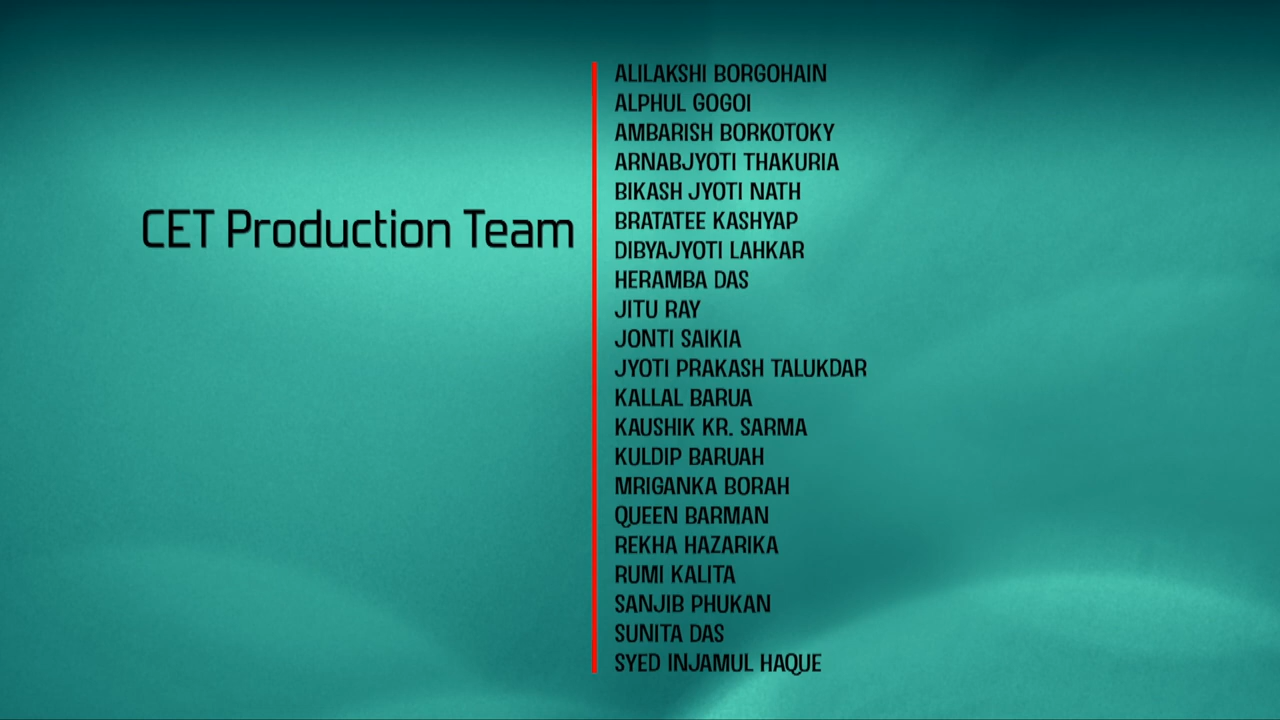 CET Production Team
ALILAKSHI BORGOHAIN
ALPHUL GOGOI
AMBARISH BORKOTOKY
ARNABJYOTI THAKURIA
BIKASH JYOTI NATH
BRATATEE KASHYAP
DIBYAJYOTI LAHKAR
HERAMBA DAS
JITU RAY
JONTI SAIKIA
JYOTI PRAKASH TALUKDAR
KALLAL BARUA
KAUSHIK KR. SARMA
KULDIP BARUAH
MRIGANKA BORAH
QUEEN BARMAN
REKHA HAZARIKA
RUMI KALITA
SANJIB PHUKAN
SUNITA DAS
SYED INJAMUL HAQUE